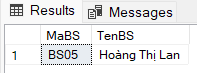 Results Messages
MaBS TenBS
1 BS05 Hoàng Thị Lan